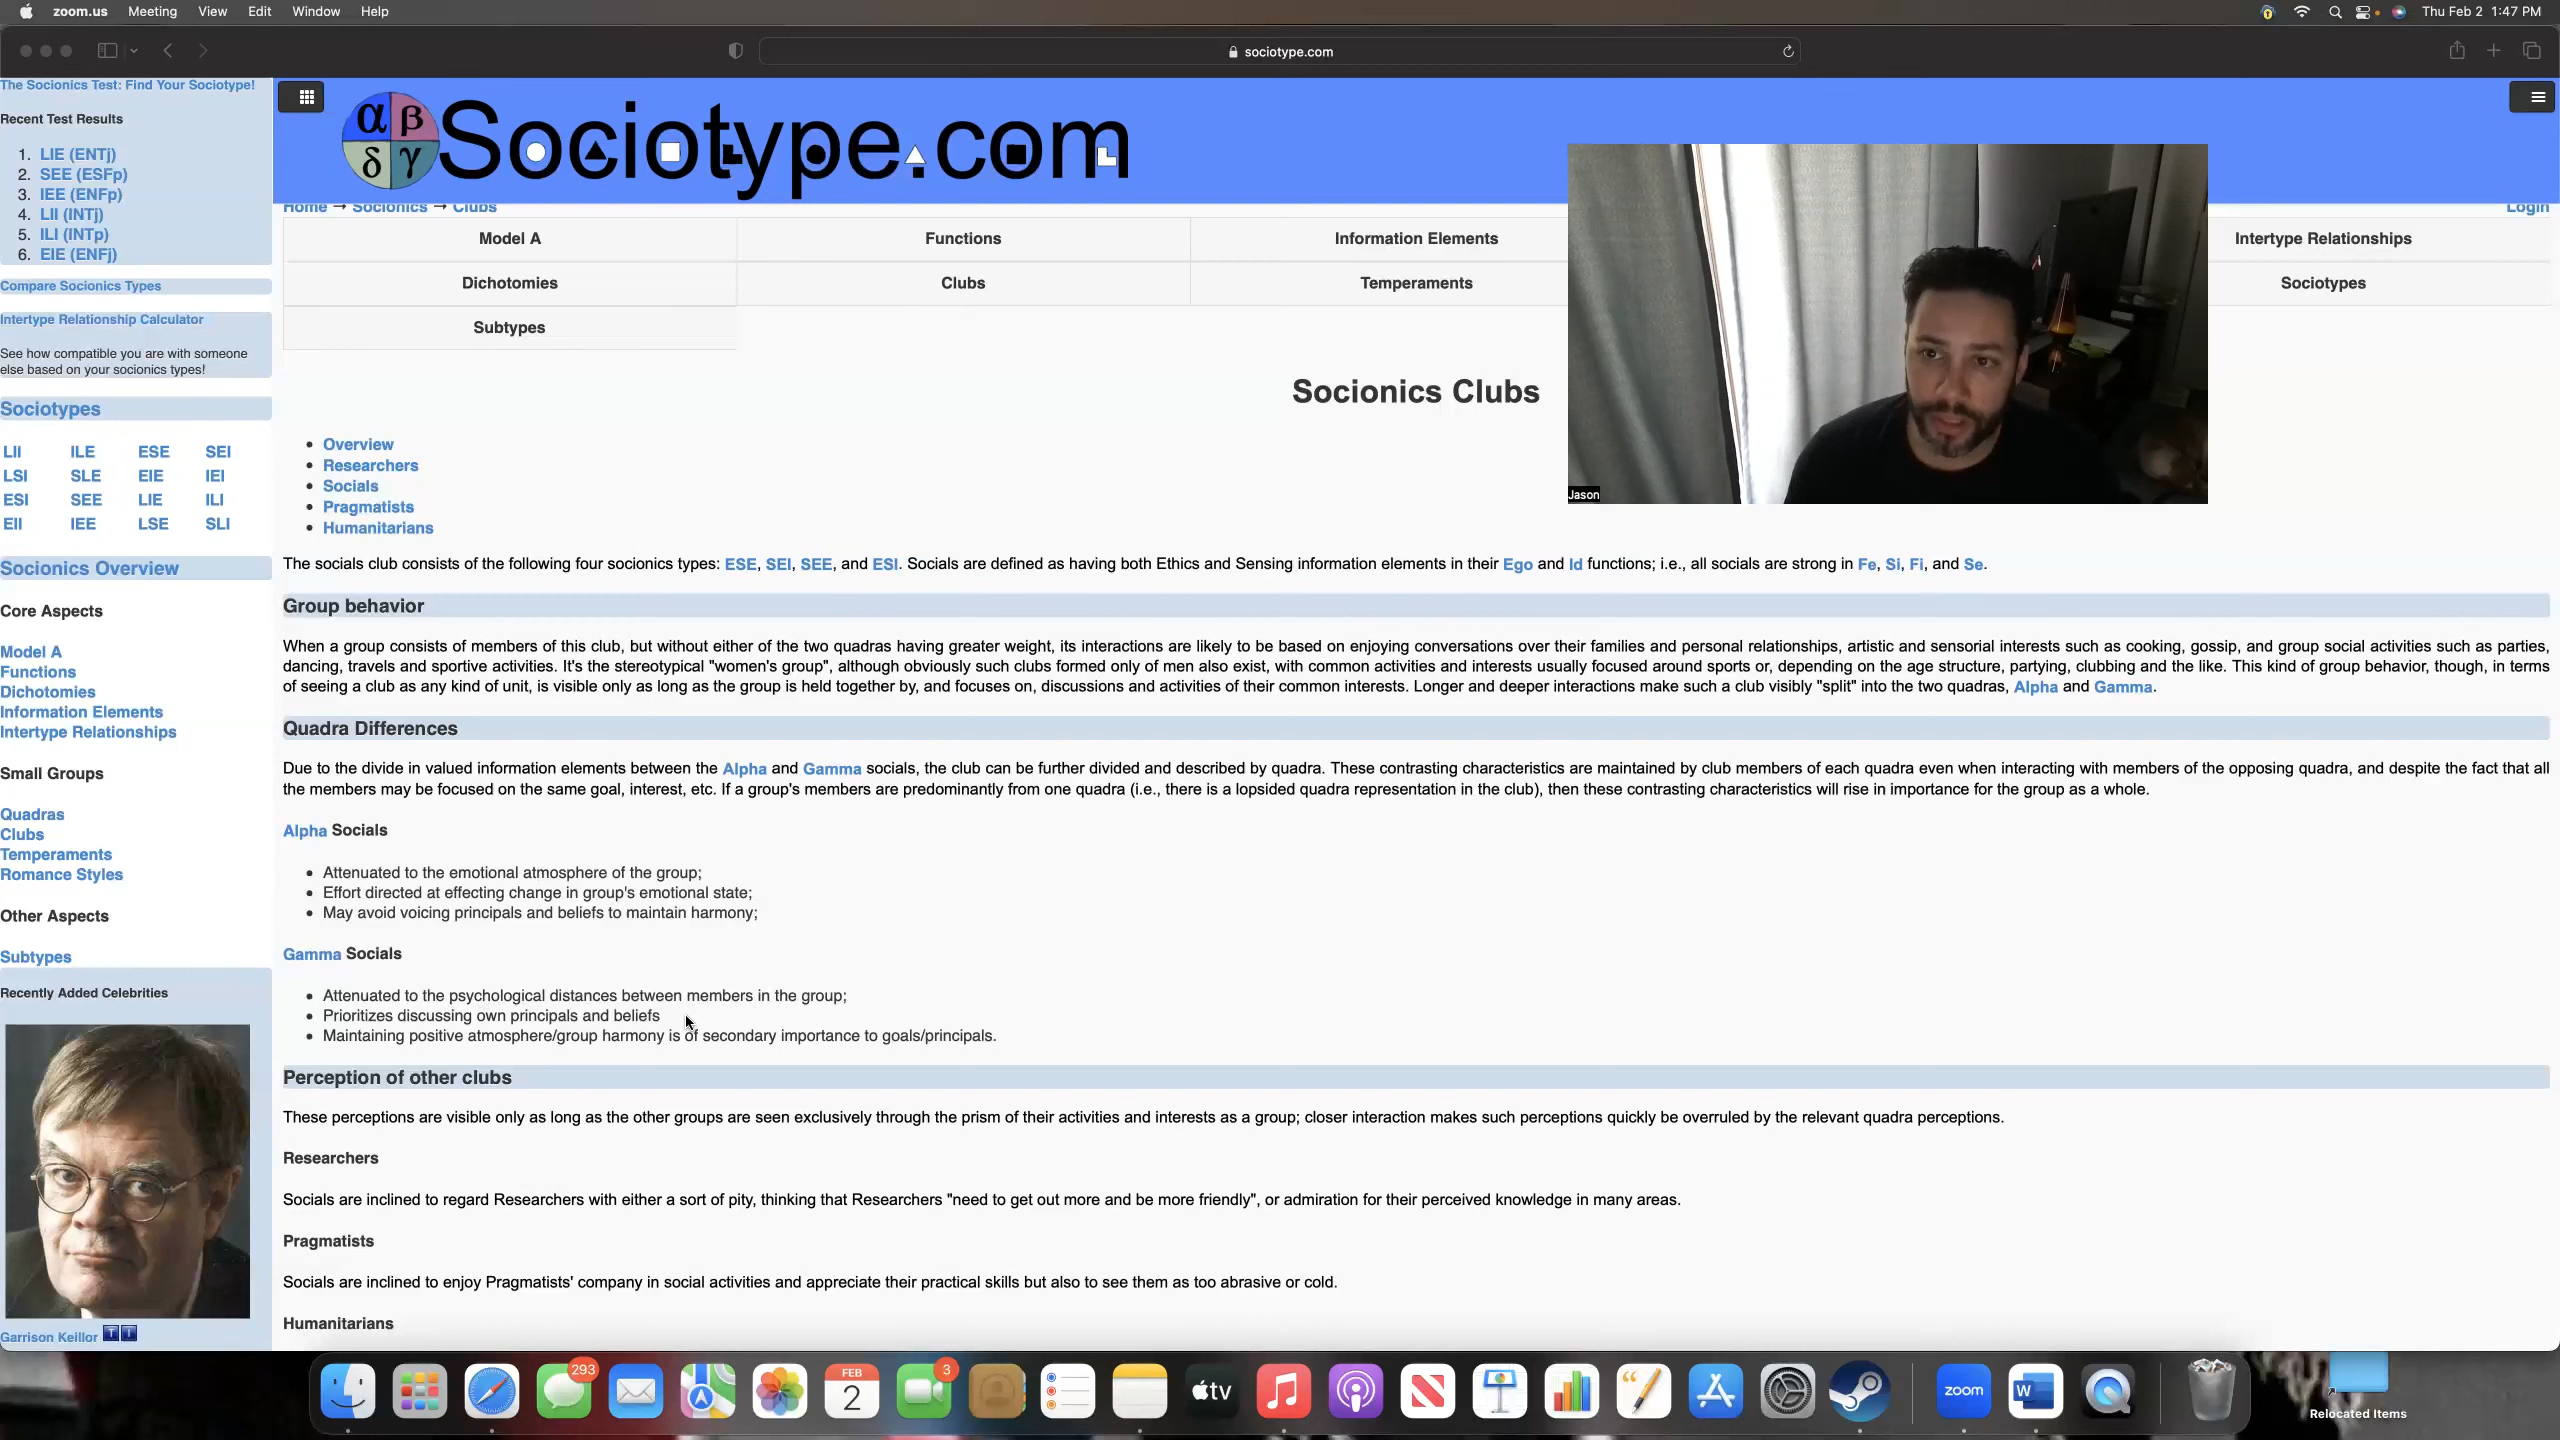 zoom.us Meeting View Edit Window Help
Thu Feb 2 1:47 PM
sociotype.com
The Socionics Test: Find Your Sociotype!
Recent Test Results
1. LIE (ENTj)
2. SEE (ESFp)
3. IEE (ENFp)
4. LII (INTj)
5. ILI (INTp)
6. EIE (ENFj)
Compare Socionics Types
Intertype Relationship Calculator
See how compatible you are with someone
else based on your socionics types!
Sociotypes
LII ILE ESE SEI
LSI SLE EIE IEI
ESI SEE LIE ILI
EII IEE LSE SLI
Socionics Overview
Core Aspects
Model A
Functions
Dichotomies
Information Elements
Intertype Relationships
Small Groups
Quadras
Clubs
Temperaments
Romance Styles
Other Aspects
Subtypes
Recently Added Celebrities
Garrison Keillor T I
α β
δ γ
Sociotype.com
Home → Socionics → Clubs
Login
Model A Functions Information Elements Intertype Relationships
Dichotomies Clubs Temperaments Sociotypes
Subtypes
Jason
Socionics Clubs
• Overview
• Researchers
• Socials
• Pragmatists
• Humanitarians
The socials club consists of the following four socionics types: ESE, SEI, SEE, and ESI. Socials are defined as having both Ethics and Sensing information elements in their Ego and Id functions; i.e., all socials are strong in Fe, Si, Fi, and Se.
Group behavior
When a group consists of members of this club, but without either of the two quadras having greater weight, its interactions are likely to be based on enjoying conversations over their families and personal relationships, artistic and sensorial interests such as cooking, gossip, and group social activities such as parties,
dancing, travels and sportive activities. It's the stereotypical "women's group", although obviously such clubs formed only of men also exist, with common activities and interests usually focused around sports or, depending on the age structure, partying, clubbing and the like. This kind of group behavior, though, in terms
of seeing a club as any kind of unit, is visible only as long as the group is held together by, and focuses on, discussions and activities of their common interests. Longer and deeper interactions make such a club visibly "split" into the two quadras, Alpha and Gamma.
Quadra Differences
Due to the divide in valued information elements between the Alpha and Gamma socials, the club can be further divided and described by quadra. These contrasting characteristics are maintained by club members of each quadra even when interacting with members of the opposing quadra, and despite the fact that all
the members may be focused on the same goal, interest, etc. If a group's members are predominantly from one quadra (i.e., there is a lopsided quadra representation in the club), then these contrasting characteristics will rise in importance for the group as a whole.
Alpha Socials
• Attenuated to the emotional atmosphere of the group;
• Effort directed at effecting change in group's emotional state;
• May avoid voicing principals and beliefs to maintain harmony;
Gamma Socials
• Attenuated to the psychological distances between members in the group;
• Prioritizes discussing own principals and beliefs
• Maintaining positive atmosphere/group harmony is of secondary importance to goals/principals.
Perception of other clubs
These perceptions are visible only as long as the other groups are seen exclusively through the prism of their activities and interests as a group; closer interaction makes such perceptions quickly be overruled by the relevant quadra perceptions.
Researchers
Socials are inclined to regard Researchers with either a sort of pity, thinking that Researchers "need to get out more and be more friendly", or admiration for their perceived knowledge in many areas.
Pragmatists
Socials are inclined to enjoy Pragmatists' company in social activities and appreciate their practical skills but also to see them as too abrasive or cold.
Humanitarians
293
FEB
2
3
tv
zoom
W
Relocated Items